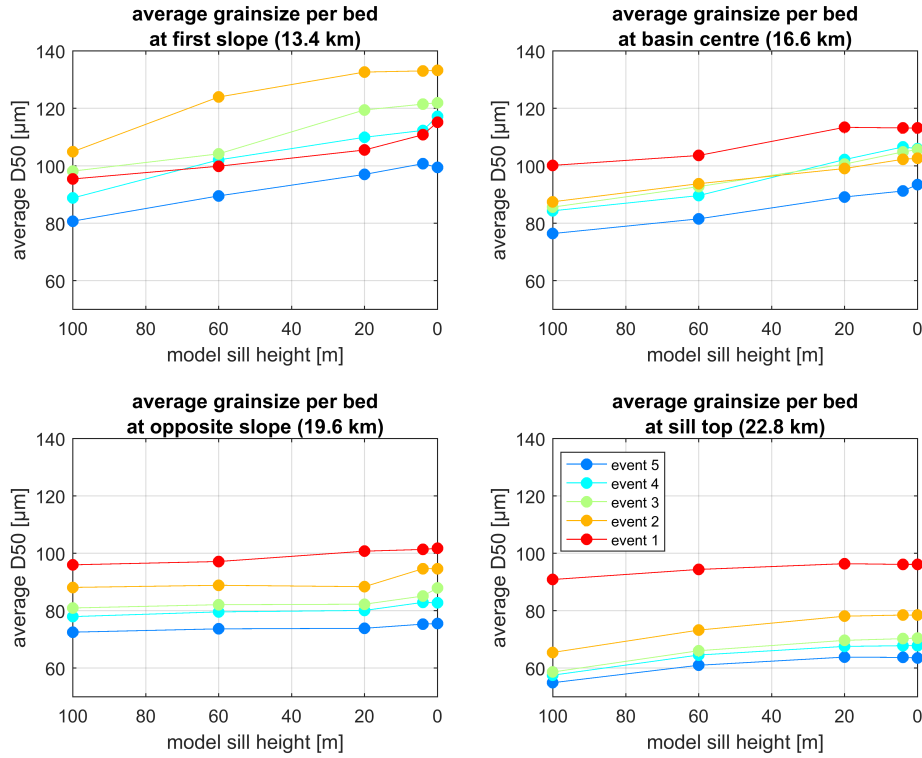 average grainsize per bed
at first slope (13.4 km)
average D50 [µm]
140
120
100
80
60
100 80 60 40 20 0
model sill height [m]
average grainsize per bed
at basin centre (16.6 km)
average D50 [µm]
140
120
100
80
60
100 80 60 40 20 0
model sill height [m]
average grainsize per bed
at opposite slope (19.6 km)
average D50 [µm]
140
120
100
80
60
100 80 60 40 20 0
model sill height [m]
average grainsize per bed
at sill top (22.8 km)
average D50 [µm]
140
120
100
80
60
event 5
event 4
event 3
event 2
event 1
100 80 60 40 20 0
model sill height [m]